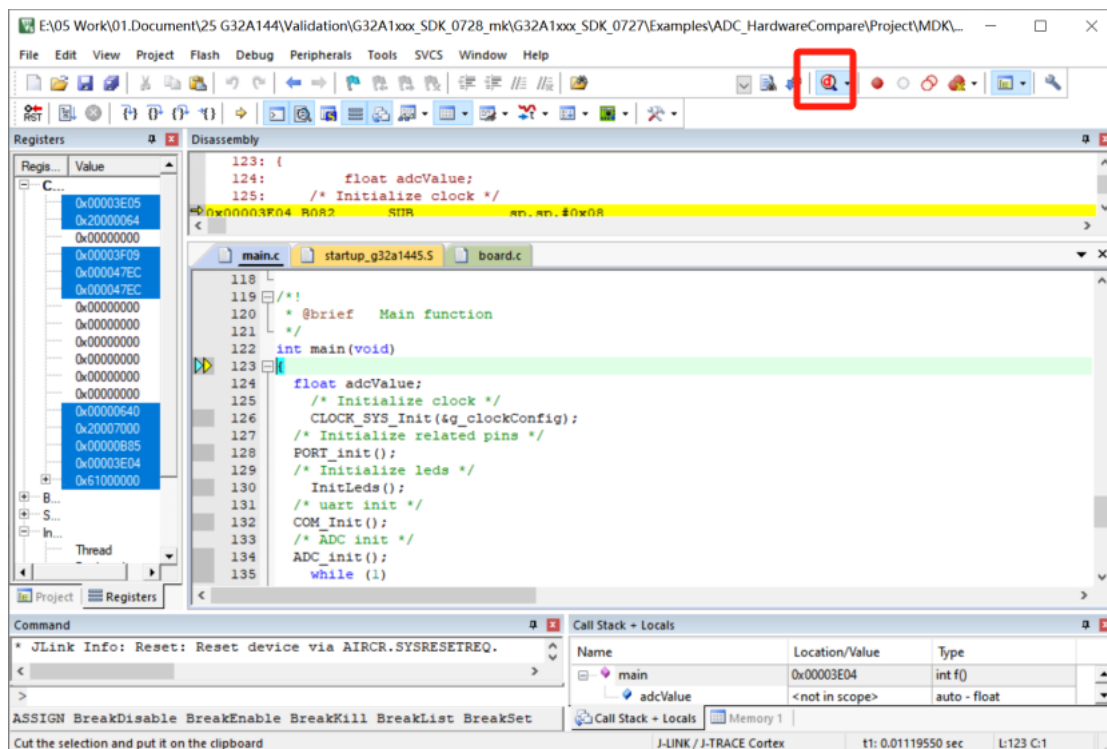 E:\05 Work\01.Document\25 G32A144\Validation\G32A1xxx_SDK_0728_mk\G32A1xxx_SDK_0727\Examples\ADC_HardwareCompare\Project\MDK\...
File Edit View Project Flash Debug Peripherals Tools SVCS Window Help
RST
Registers
Disassembly
Regis... Value
C...
0x00003E05
0x20000064
0x00000000
0x00003F09
0x000047EC
0x000047EC
0x00000000
0x00000000
0x00000000
0x00000000
0x00000000
0x00000000
0x00000640
0x20007000
0x00000B85
0x00003E04
0x61000000
B...
S...
In...
Thread
Project Registers
123: {
124: float adcValue;
125: /* Initialize clock */
0x00003E04 B082 SUB sp,sp,#0x08
main.c startup_g32a1445.S board.c
118
119 /*!
120 * @brief Main function
121 */
122 int main(void)
123 {
124 float adcValue;
125 /* Initialize clock */
126 CLOCK_SYS_Init(&g_clockConfig);
127 /* Initialize related pins */
128 PORT_init();
129 /* Initialize leds */
130 InitLeds();
131 /* uart init */
132 COM_Init();
133 /* ADC init */
134 ADC_init();
135 while (1)
Command
* JLink Info: Reset: Reset device via AIRCR.SYSRESETREQ.
>
ASSIGN BreakDisable BreakEnable BreakKill BreakList BreakSet
Call Stack + Locals
Name Location/Value Type
main 0x00003E04 int f()
adcValue <not in scope> auto - float
Call Stack + Locals Memory 1
Cut the selection and put it on the clipboard J-LINK / J-TRACE Cortex t1: 0.01119550 sec L:123 C:1